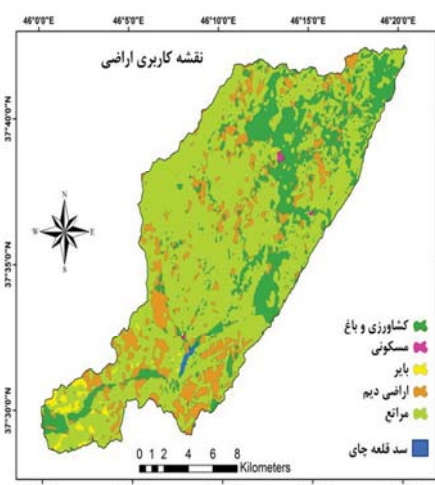 46°0'0"E 46°5'0"E 46°10'0"E 46°15'0"E 46°20'0"E
نقشه کاربری اراضی
37°40'0"N
37°35'0"N
37°30'0"N
N
W E
S
کشاورزی و باغ
مسکونی
بایر
اراضی دیم
مراتع
سد قلعه چای
0 1 2 4 6 8
Kilometers